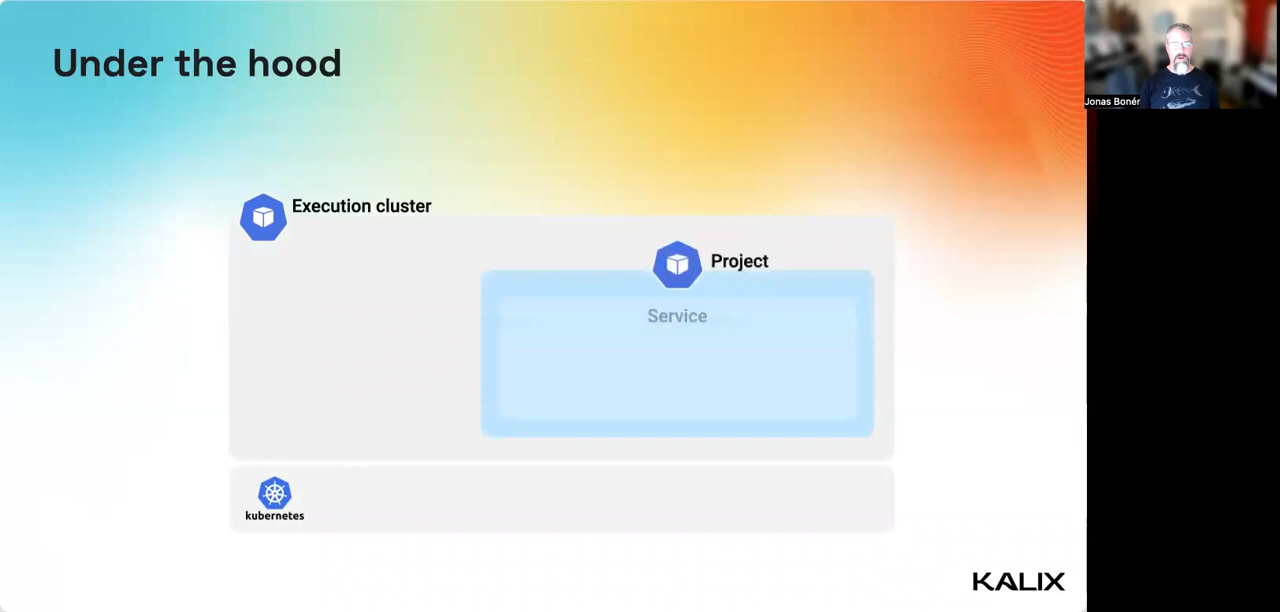 Under the hood
Jonas Bonér
Execution cluster
Project
Service
kubernetes
KALIX